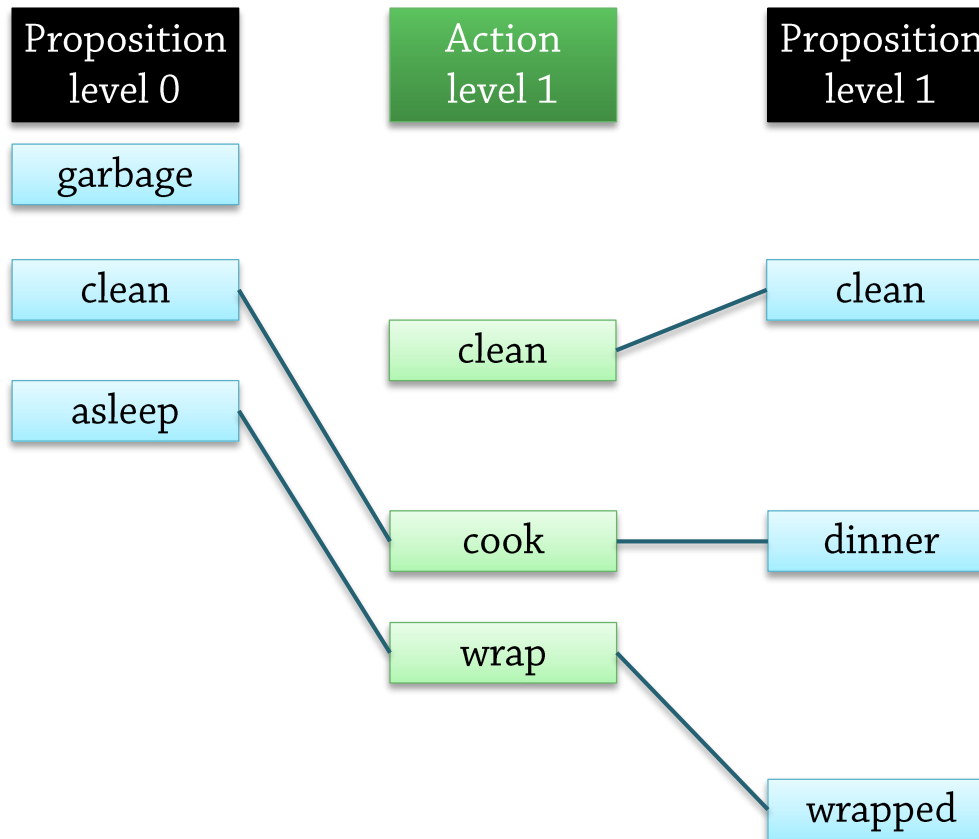 Proposition
level 0
Action
level 1
Proposition
level 1
garbage
clean
clean
clean
asleep
cook
dinner
wrap
wrapped